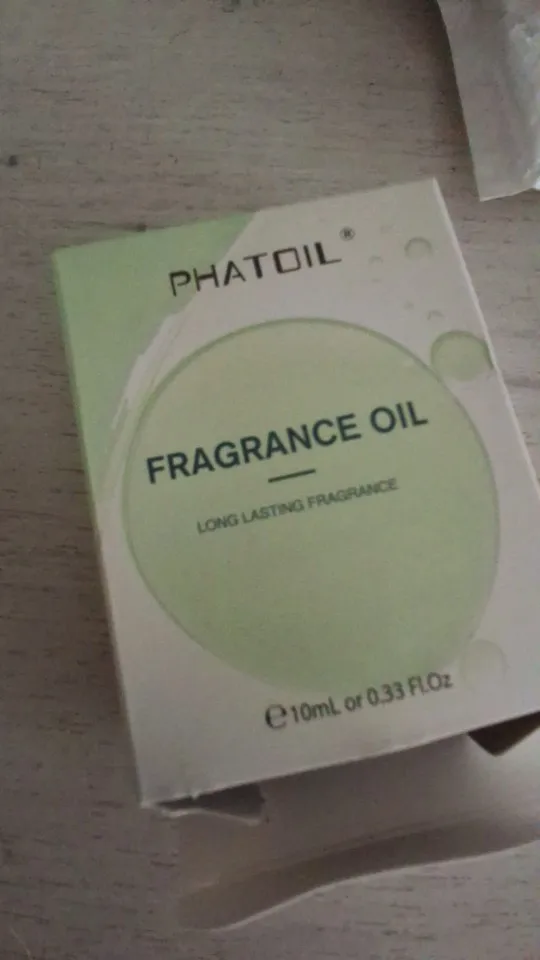 PHATOIL®
FRAGRANCE OIL
LONG LASTING FRAGRANCE
℮10mL or 0.33 Fl.Oz